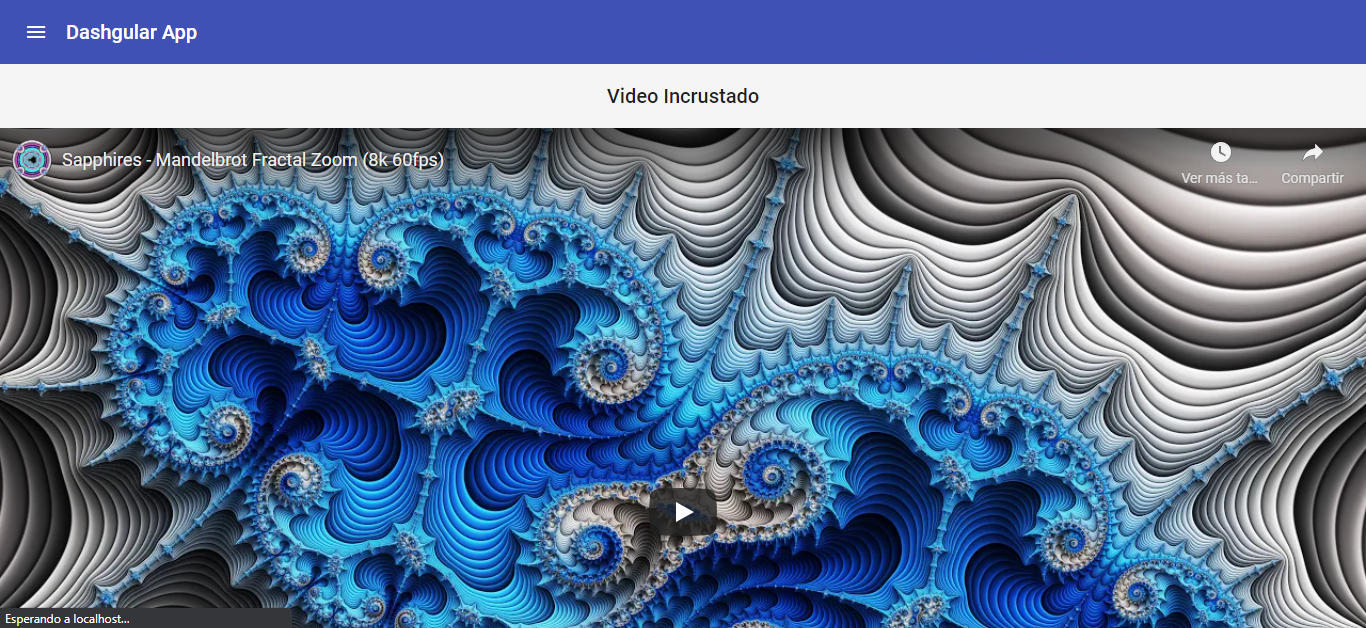 Dashgular App
Video Incrustado
Sapphires - Mandelbrot Fractal Zoom (8k 60fps)
Ver más ta...
Compartir
Esperando a localhost...